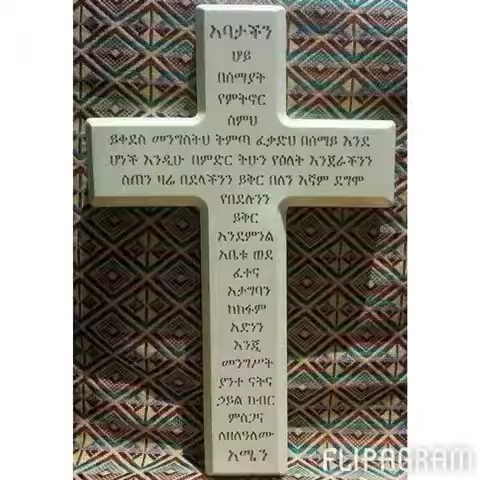 አባታችን
ሆይ
በሰማያት
የምትኖር
ስምህ
ይቀደስ መንግስትህ ትምጣ ፈቃድህ በሰማይ እንደ
ሆነች እንዲሁ በምድር ትሁን የዕለት እንጀራችንን
ስጠን ዛሬ በደላችንን ይቅር በለን እኛም ደግሞ
የበደሉንን
ይቅር
እንደምንል
አቤቱ ወደ
ፈተና
አታግባን
ከክፉም
አድነን
እንጂ
መንግሥት
ያንተ ናትና
ኃይል ክብር
ምስጋና
ለዘለዓለሙ
አሜን
FLIPAGRAM